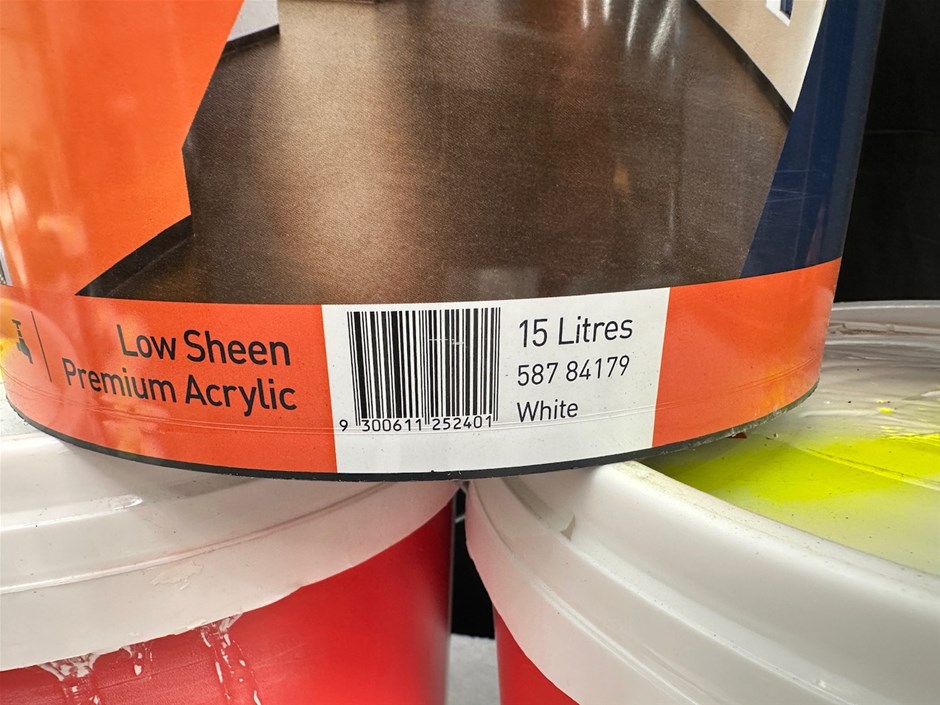 Low Sheen
Premium Acrylic
15 Litres
587 84179
White
9 300611 252401